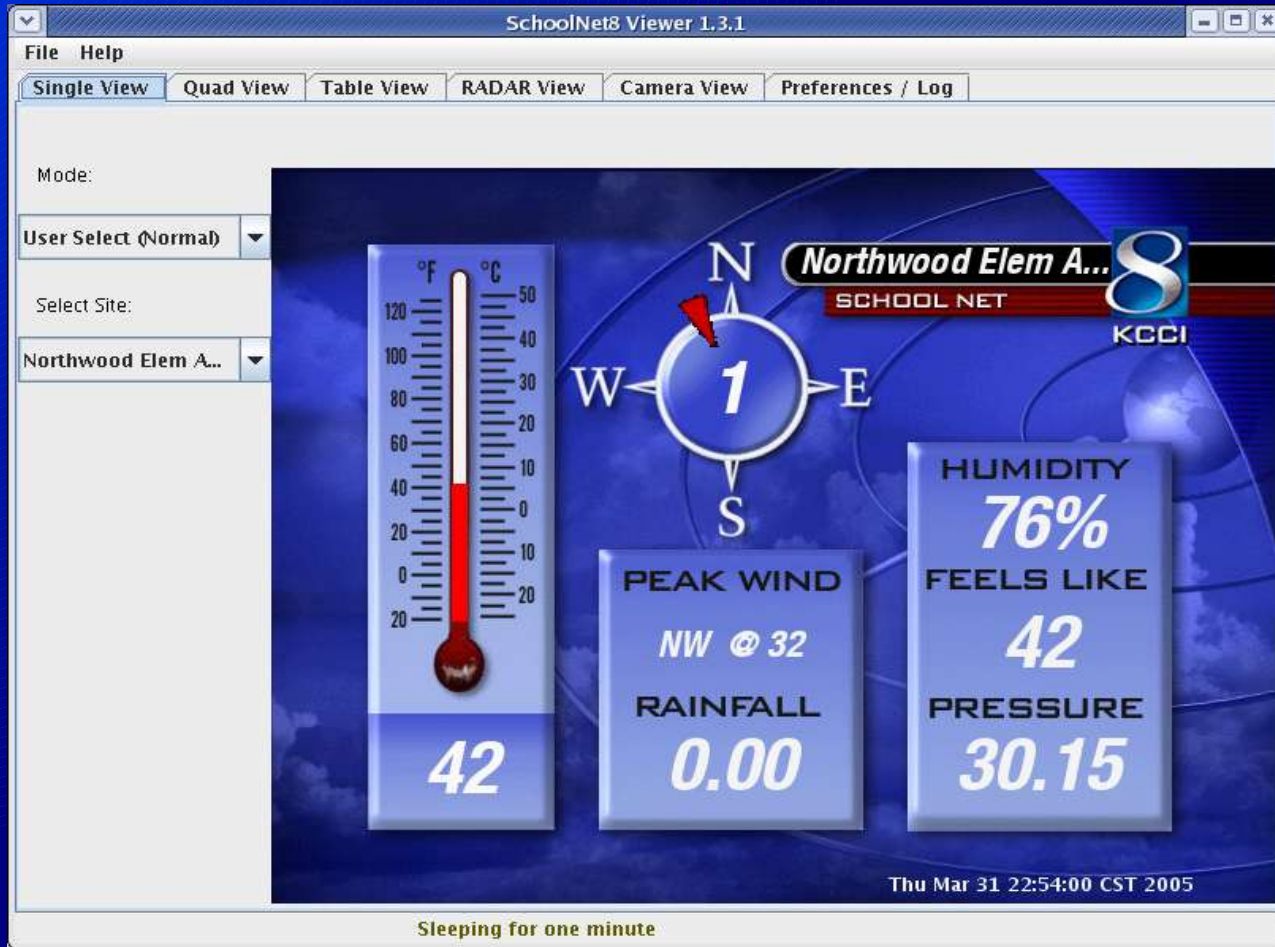 SchoolNet8 Viewer 1.3.1
File Help
Single View Quad View Table View RADAR View Camera View Preferences / Log
Mode:
User Select (Normal)
Select Site:
Northwood Elem A...
°F °C
120
100
80
60
40
20
0
20
50
40
30
20
10
0
10
20
42
N
W 1 E
S
Northwood Elem A...
SCHOOL NET
8
KCCI
PEAK WIND
NW @ 32
RAINFALL
0.00
HUMIDITY
76%
FEELS LIKE
42
PRESSURE
30.15
Thu Mar 31 22:54:00 CST 2005
Sleeping for one minute